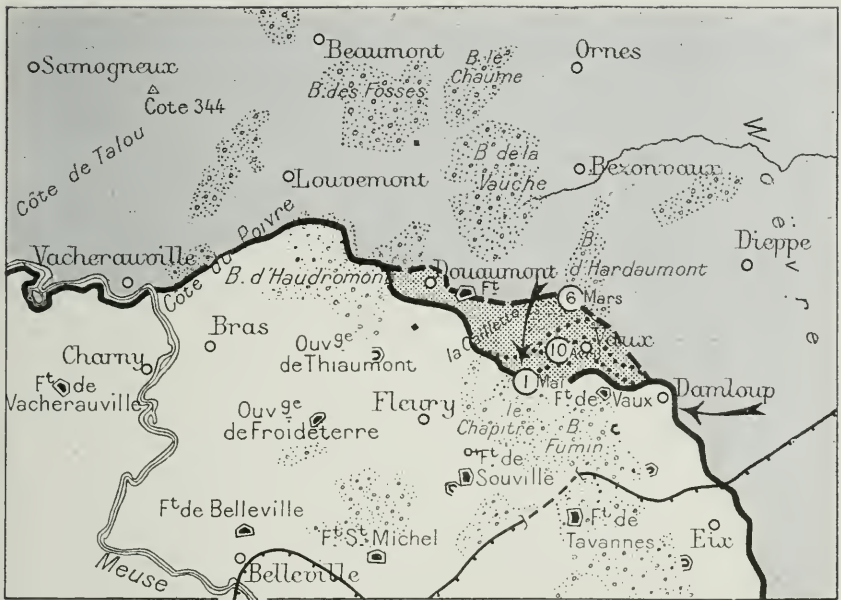 Samogneux
Beaumont
Ornes
B. le
Chaume
B. des Fosses
Cote 344
Côte de Talou
Louvemont
B de la
Vauche
Bezonvaux
Woëvre
Dieppe
Vacherauville
Côte du Poivre
B. d'Haudromont
Douaumont
Ft
B
d'Hardaumont
6 Mars
la Caillette
Vaux
10 Avril
1 Mai
Bras
Charny
Ft de
Vacherauville
Ouvge
de Thiaumont
Ouvge
de Froideterre
Fleury
le
Chapitre
Ft de Vaux
Damloup
B.
Fumin
Ft de
Souville
Ft de Belleville
Ft St Michel
Ft de
Tavannes
Eix
Belleville
Meuse